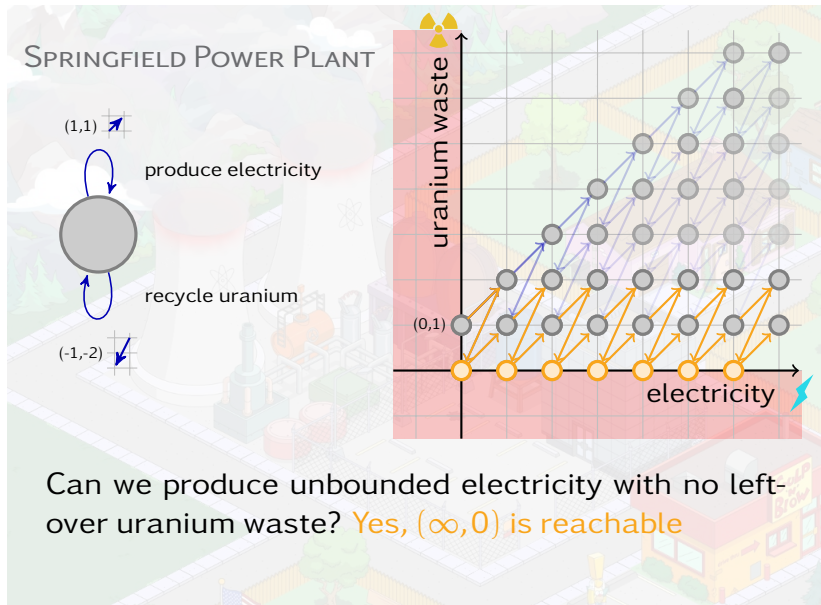 SPRINGFIELD POWER PLANT
(1,1)
produce electricity
recycle uranium
(-1,-2)
uranium waste
(0,1)
electricity
Can we produce unbounded electricity with no left-
over uranium waste? Yes, (∞,0) is reachable